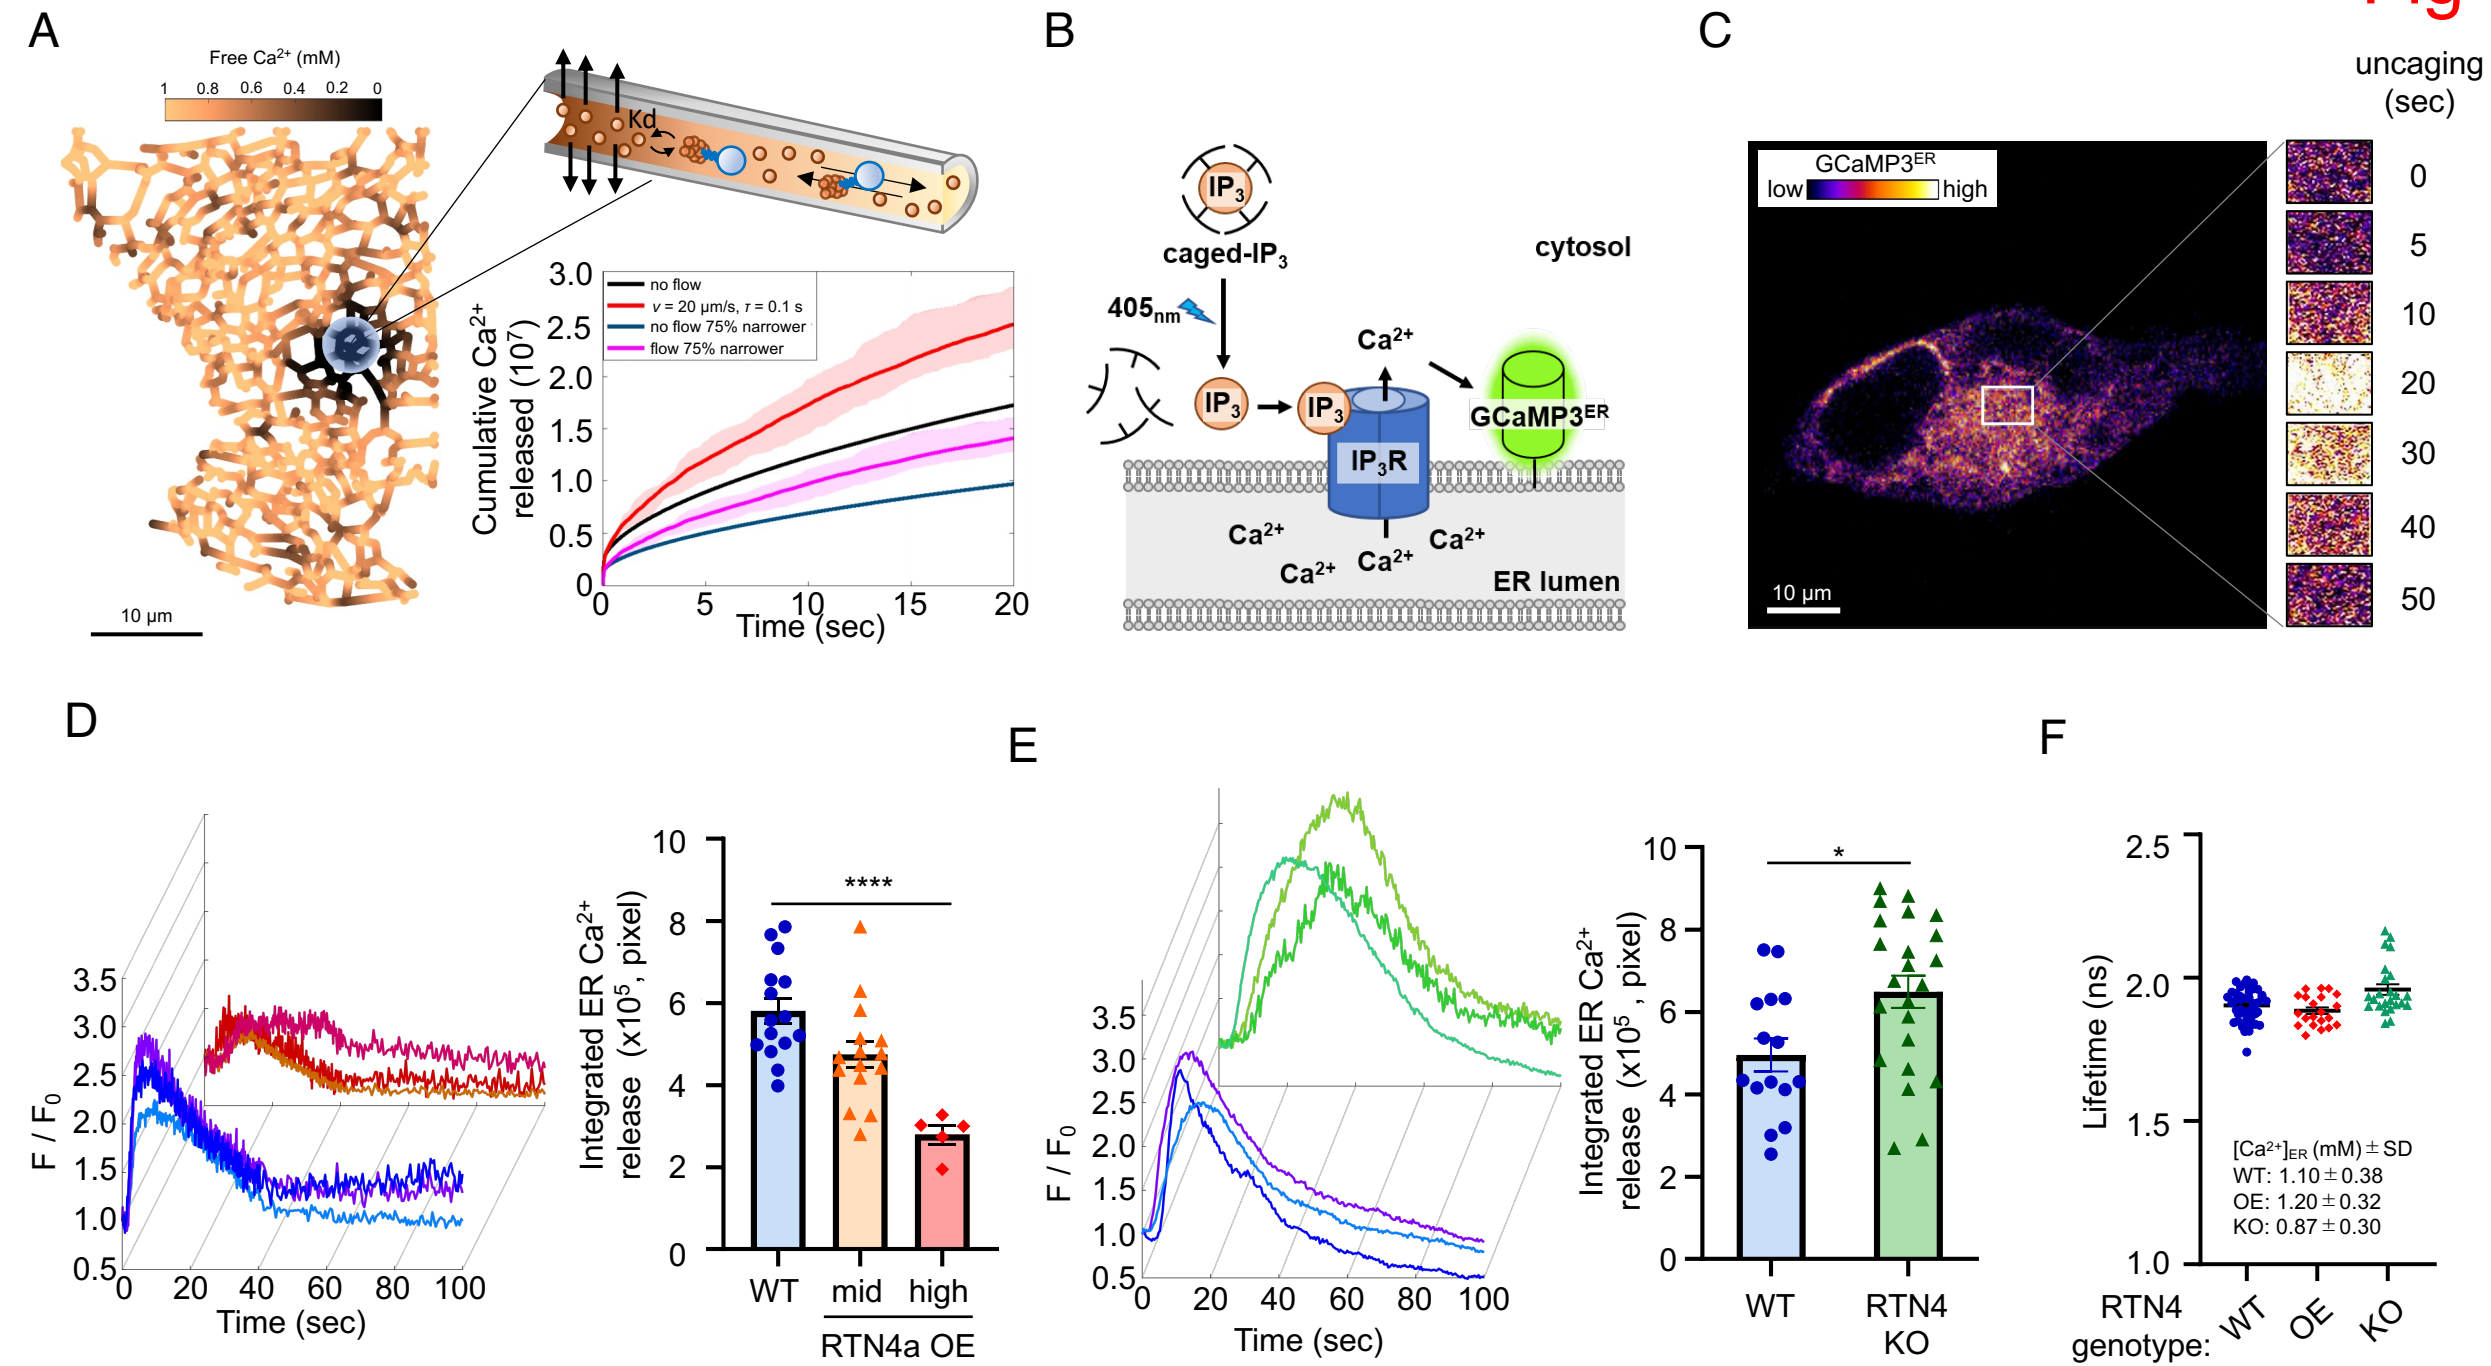 A
Free Ca²⁺ (mM)
1 0.8 0.6 0.4 0.2 0
10 µm
Kd
Cumulative Ca²⁺
released (10⁷)
3.0
2.5
2.0
1.5
1.0
0.5
0
no flow
v = 20 µm/s, τ = 0.1 s
no flow 75% narrower
flow 75% narrower
0 5 10 15 20
Time (sec)
B
IP₃
caged-IP₃
cytosol
405nm
IP₃
IP₃
Ca²⁺
GCaMP3ᴱᴿ
IP₃R
Ca²⁺
Ca²⁺
Ca²⁺
Ca²⁺
ER lumen
C
GCaMP3ᴱᴿ
low high
10 µm
uncaging
(sec)
0
5
10
20
30
40
50
D
F / F₀
3.5
3.0
2.5
2.0
1.5
1.0
0.5
0 20 40 60 80 100
Time (sec)
Integrated ER Ca²⁺
release (x10⁵, pixel)
10
8
6
4
2
0
****
WT mid high
RTN4a OE
E
F / F₀
3.5
3.0
2.5
2.0
1.5
1.0
0.5
0 20 40 60 80 100
Time (sec)
Integrated ER Ca²⁺
release (x10⁵, pixel)
10
8
6
4
2
0
*
WT RTN4
KO
F
Lifetime (ns)
2.5
2.0
1.5
1.0
[Ca²⁺]ER (mM) ± SD
WT: 1.10 ± 0.38
OE: 1.20 ± 0.32
KO: 0.87 ± 0.30
RTN4
genotype:
WT OE KO